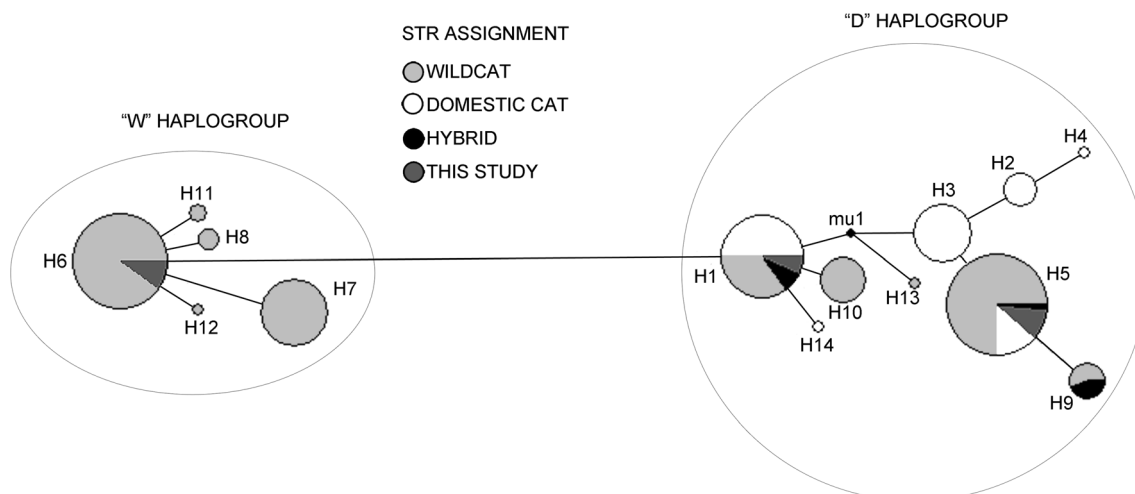 "D" HAPLOGROUP
STR ASSIGNMENT
WILDCAT
DOMESTIC CAT
HYBRID
THIS STUDY
"W" HAPLOGROUP
H11
H8
H6
H7
H12
H4
H2
H3
mu1
H1
H5
H13
H10
H14
H9